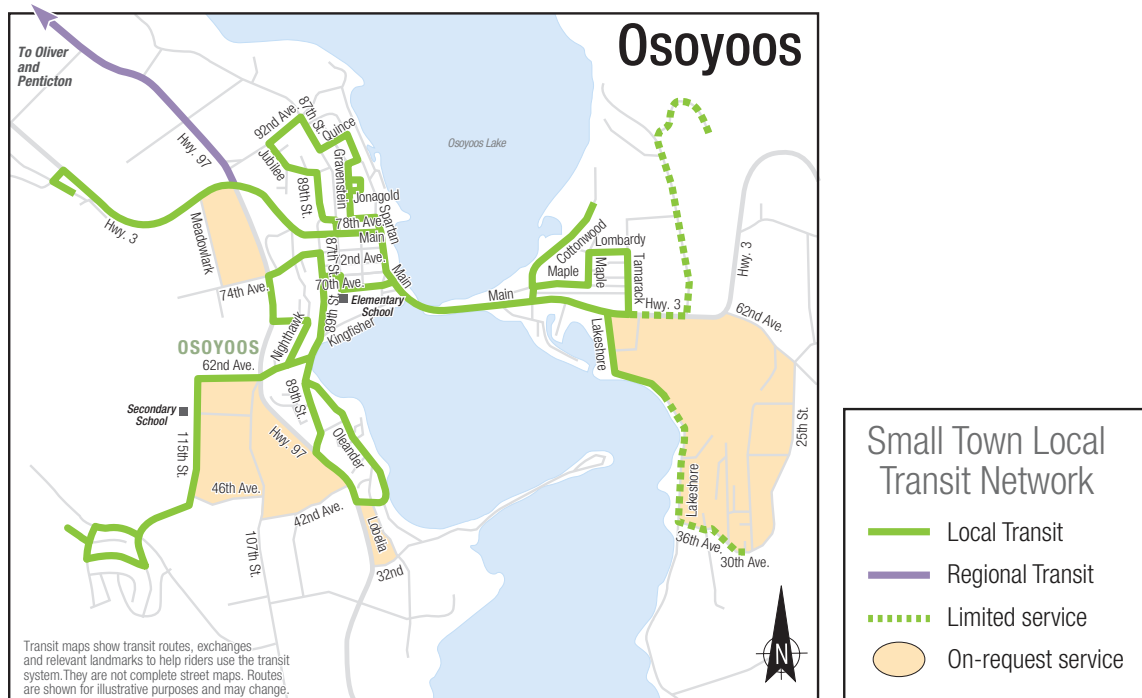 Osoyoos
To Oliver
and
Penticton
Hwy. 97
92nd Ave.
87th St.
Quince
Jubilee
Gravenstein
89th St.
Jonagold
Spartan
78th Ave.
Main
Osoyoos Lake
Hwy. 3
Meadowlark
87th St.
72nd Ave.
70th Ave.
Main
74th Ave.
Elementary
School
89th St.
Kingfisher
Nighthawk
OSOYOOS
62nd Ave.
Main
Cottonwood
Lombardy
Maple
Maple
Tamarack
Hwy. 3
Hwy. 3
62nd Ave.
Lakeshore
25th St.
Secondary
School
115th St.
89th St.
Oleander
Hwy. 97
46th Ave.
42nd Ave.
Lobelia
107th St.
32nd
Lakeshore
36th Ave.
30th Ave.
N
Transit maps show transit routes, exchanges
and relevant landmarks to help riders use the transit
system.They are not complete street maps. Routes
are shown for illustrative purposes and may change.
Small Town Local
Transit Network
Local Transit
Regional Transit
Limited service
On-request service